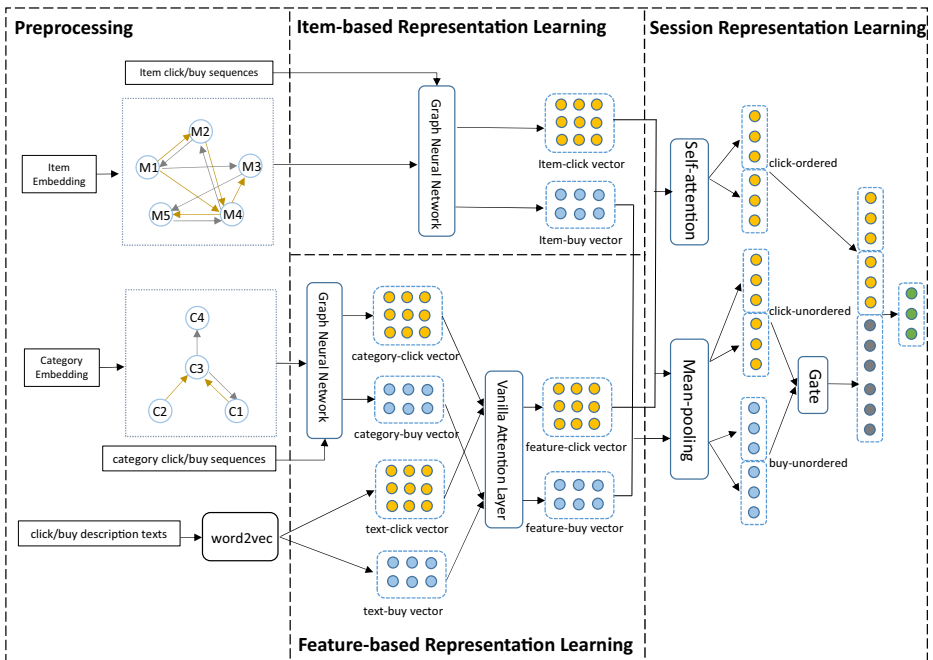 Preprocessing
Item-based Representation Learning
Session Representation Learning
Item click/buy sequences
Item
Embedding
M2
M1
M3
M5
M4
Graph Neural Network
Item-click vector
Item-buy vector
Self-attention
click-ordered
Category
Embedding
C4
C3
C2
C1
category click/buy sequences
click/buy description texts
word2vec
Graph Neural Network
category-click vector
category-buy vector
text-click vector
text-buy vector
Vanilla Attention Layer
feature-click vector
feature-buy vector
Mean-pooling
click-unordered
buy-unordered
Gate
Feature-based Representation Learning